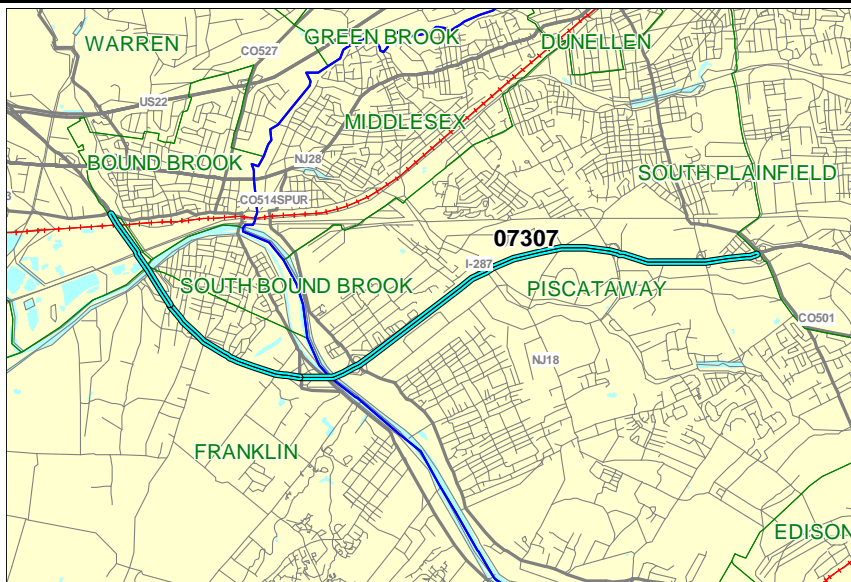 GREEN BROOK
WARREN
DUNELLEN
CO527
US22
MIDDLESEX
BOUND BROOK
NJ28
SOUTH PLAINFIELD
3
CO514SPUR
07307
I-287
SOUTH BOUND BROOK
PISCATAWAY
CO501
NJ18
FRANKLIN
EDISON